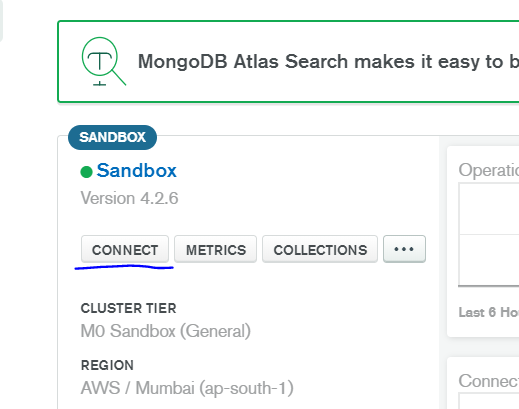 MongoDB Atlas Search makes it easy to b
SANDBOX
Sandbox
Version 4.2.6
CONNECT METRICS COLLECTIONS ...
CLUSTER TIER
M0 Sandbox (General)
REGION
AWS / Mumbai (ap-south-1)
Operatio
Last 6 Ho
Connect